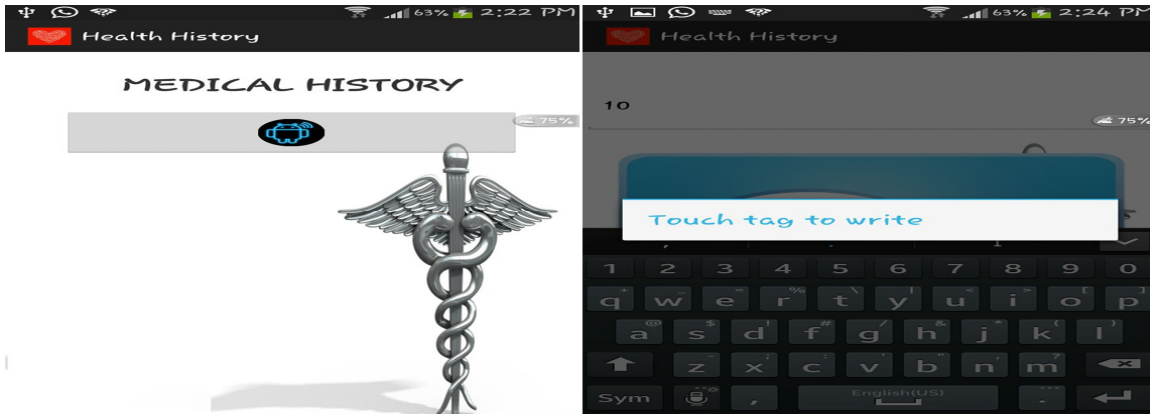 63% 2:22 PM
Health History
MEDICAL HISTORY
75%
63% 2:24 PM
Health History
10
75%
Touch tag to write
1 2 3 4 5 6 7 8 9 0
q w e r t y u i o p
a s d f g h j k l
z x c v b n m
Sym , English(US)